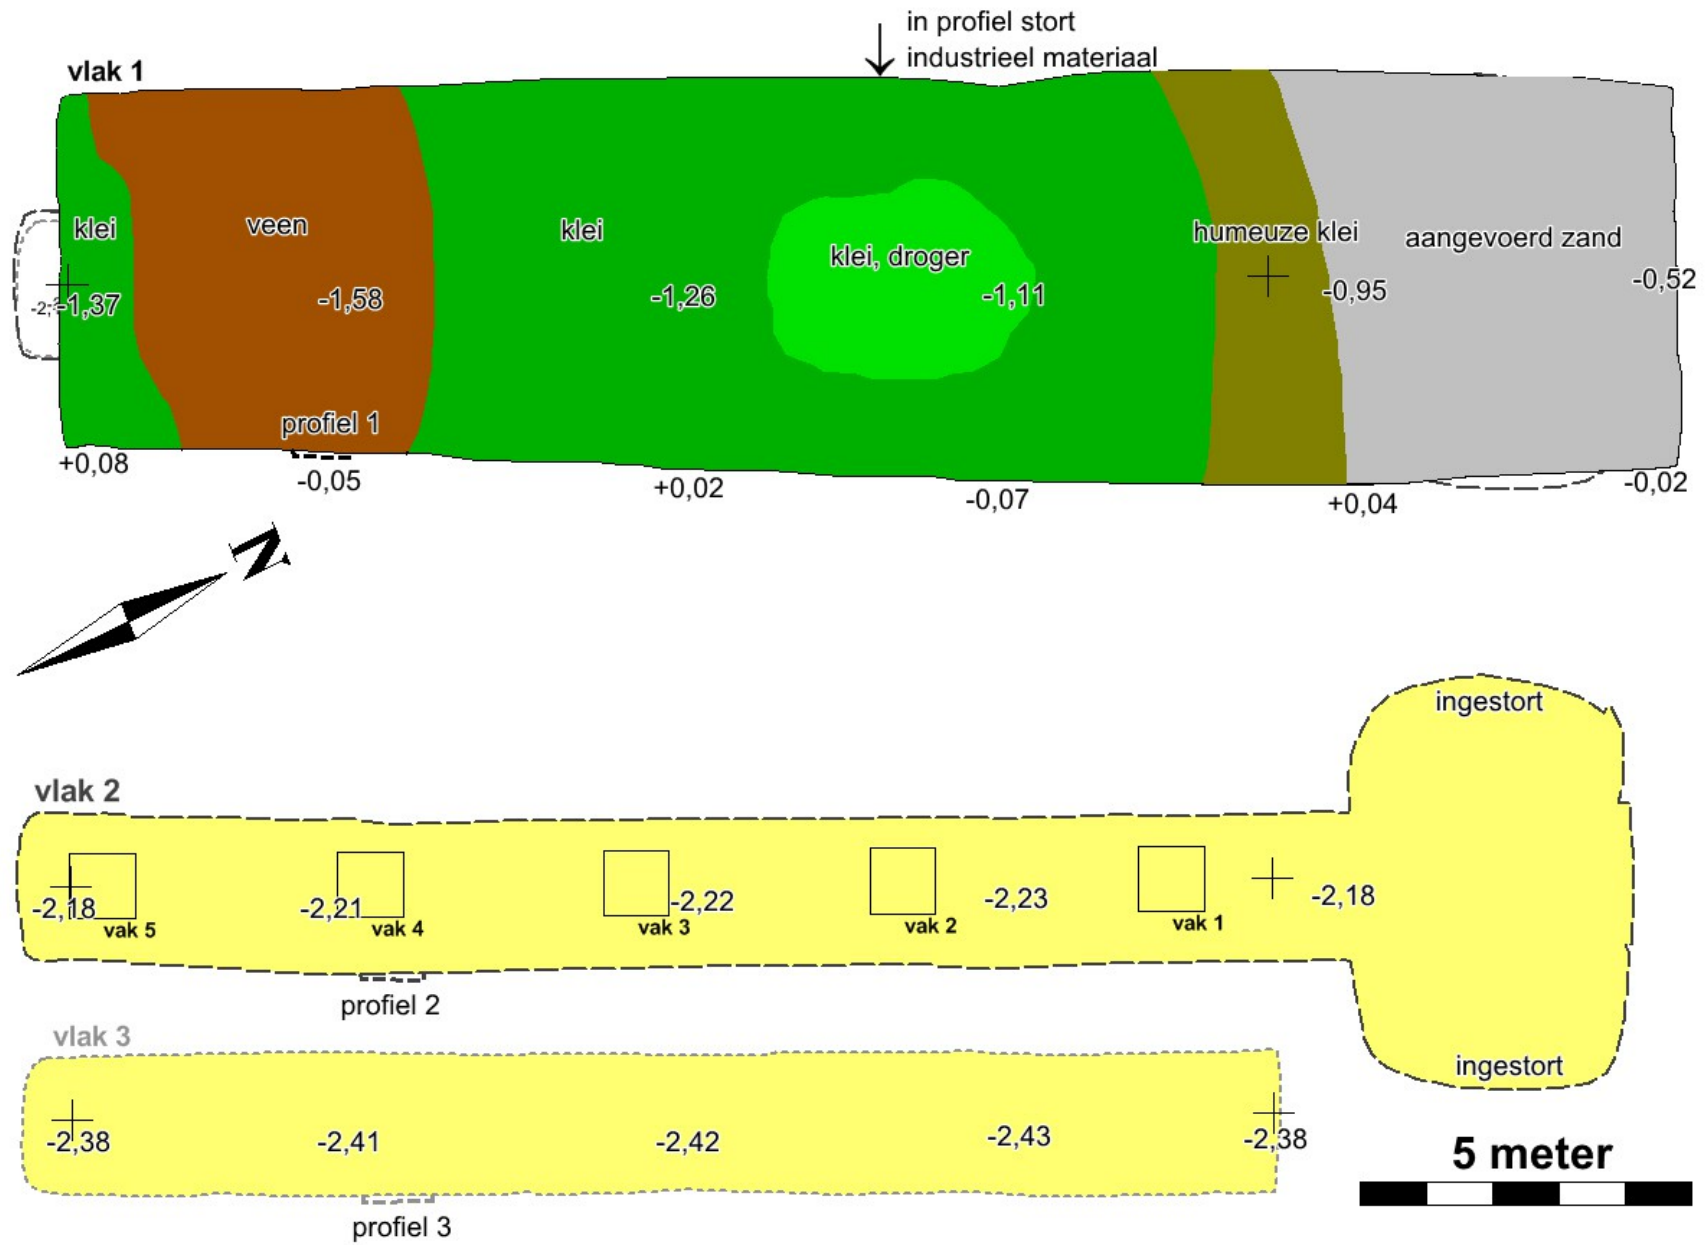 in profiel stort
industrieel materiaal
vlak 1
klei
veen
klei
klei, droger
humeuze klei
aangevoerd zand
-1,37
-1,58
-1,26
-1,11
-0,95
-0,52
profiel 1
+0,08
-0,05
+0,02
-0,07
+0,04
-0,02
N
ingestort
vlak 2
-2,18
-2,21
-2,22
-2,23
-2,18
vak 5
vak 4
vak 3
vak 2
vak 1
profiel 2
vlak 3
ingestort
-2,38
-2,41
-2,42
-2,43
-2,38
5 meter
profiel 3